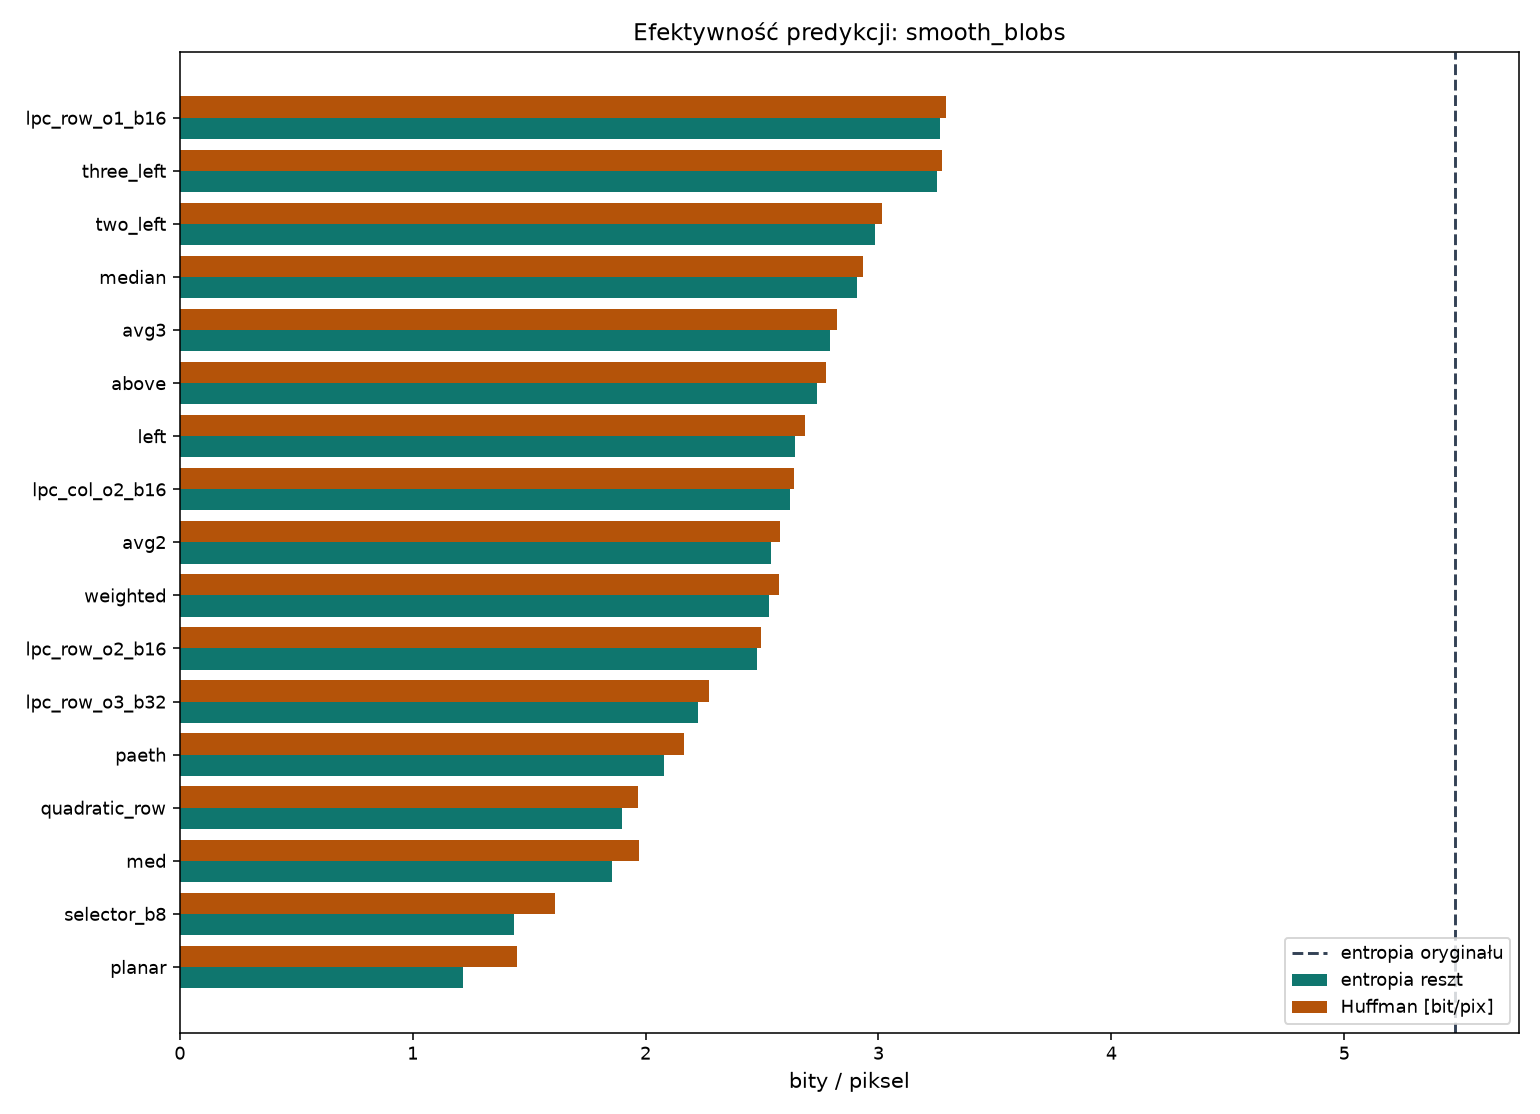 Efektywność predykcji: smooth_blobs
lpc_row_o1_b16
three_left
two_left
median
avg3
above
left
lpc_col_o2_b16
avg2
weighted
lpc_row_o2_b16
lpc_row_o3_b32
paeth
quadratic_row
med
selector_b8
planar
entropia oryginału
entropia reszt
Huffman [bit/pix]
0 1 2 3 4 5
bity / piksel